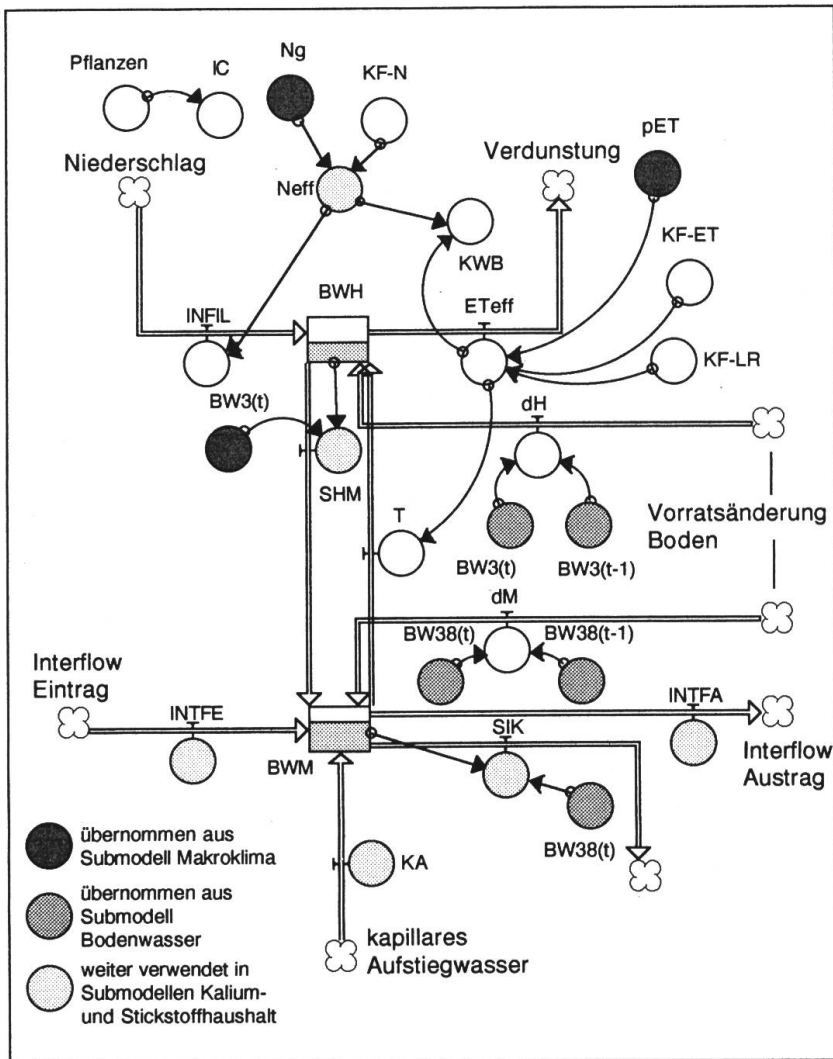 Pflanzen
IC
Ng
KF-N
pET
Niederschlag
Neff
Verdunstung
KWB
KF-ET
BWH
INFIL
ETeff
KF-LR
BW3(t)
dH
SHM
T
Vorratsänderung
Boden
BW3(t)
BW3(t-1)
dM
BW38(t)
BW38(t-1)
Interflow
Eintrag
INTFE
INTFA
SIK
BWM
Interflow
Austrag
BW38(t)
KA
kapillares
Aufstiegwasser
übernommen aus
Submodell Makroklima
übernommen aus
Submodell
Bodenwasser
weiter verwendet in
Submodellen Kalium-
und Stickstoffhaushalt